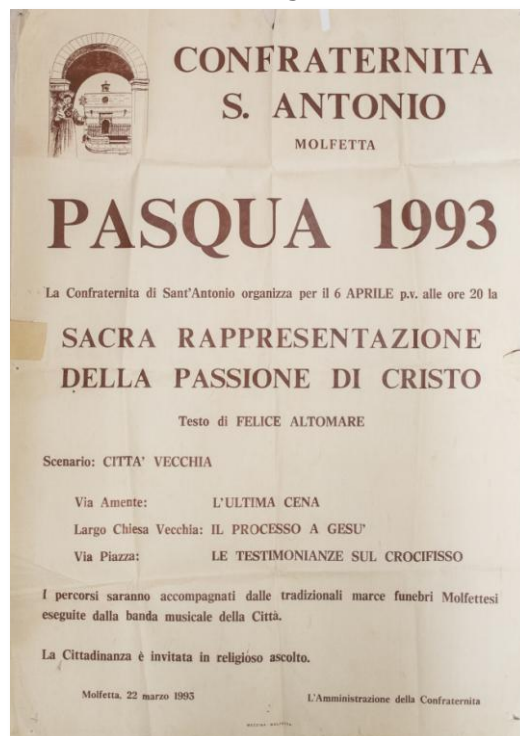 CONFRATERNITA
S. ANTONIO
MOLFETTA
PASQUA 1993
La Confraternita di Sant'Antonio organizza per il 6 APRILE p.v. alle ore 20 la
SACRA RAPPRESENTAZIONE
DELLA PASSIONE DI CRISTO
Testo di FELICE ALTOMARE
Scenario: CITTA' VECCHIA
Via Amente: L'ULTIMA CENA
Largo Chiesa Vecchia: IL PROCESSO A GESU'
Via Piazza: LE TESTIMONIANZE SUL CROCIFISSO
I percorsi saranno accompagnati dalle tradizionali marce funebri Molfettesi
eseguite dalla banda musicale della Città.
La Cittadinanza è invitata in religioso ascolto.
Molfetta, 22 marzo 1993 L'Amministrazione della Confraternita